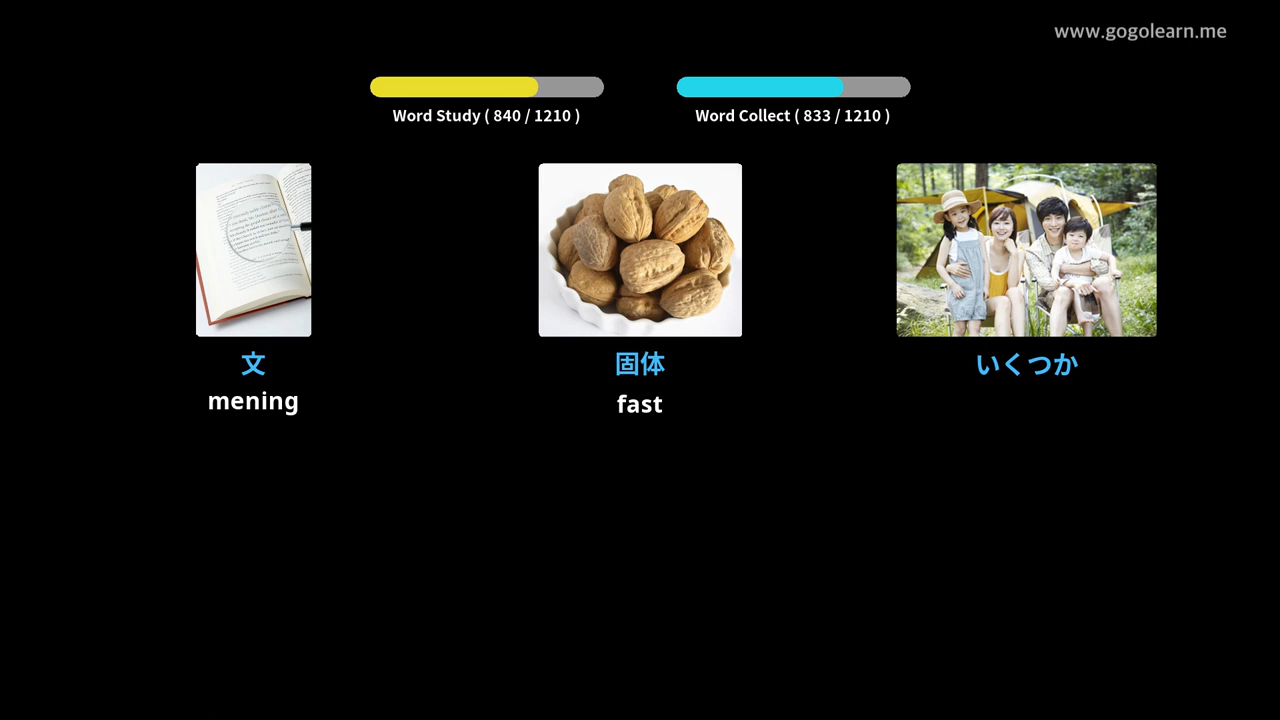 www.gogolearn.me
Word Study ( 840 / 1210 )
Word Collect ( 833 / 1210 )
文
mening
固体
fast
いくつか